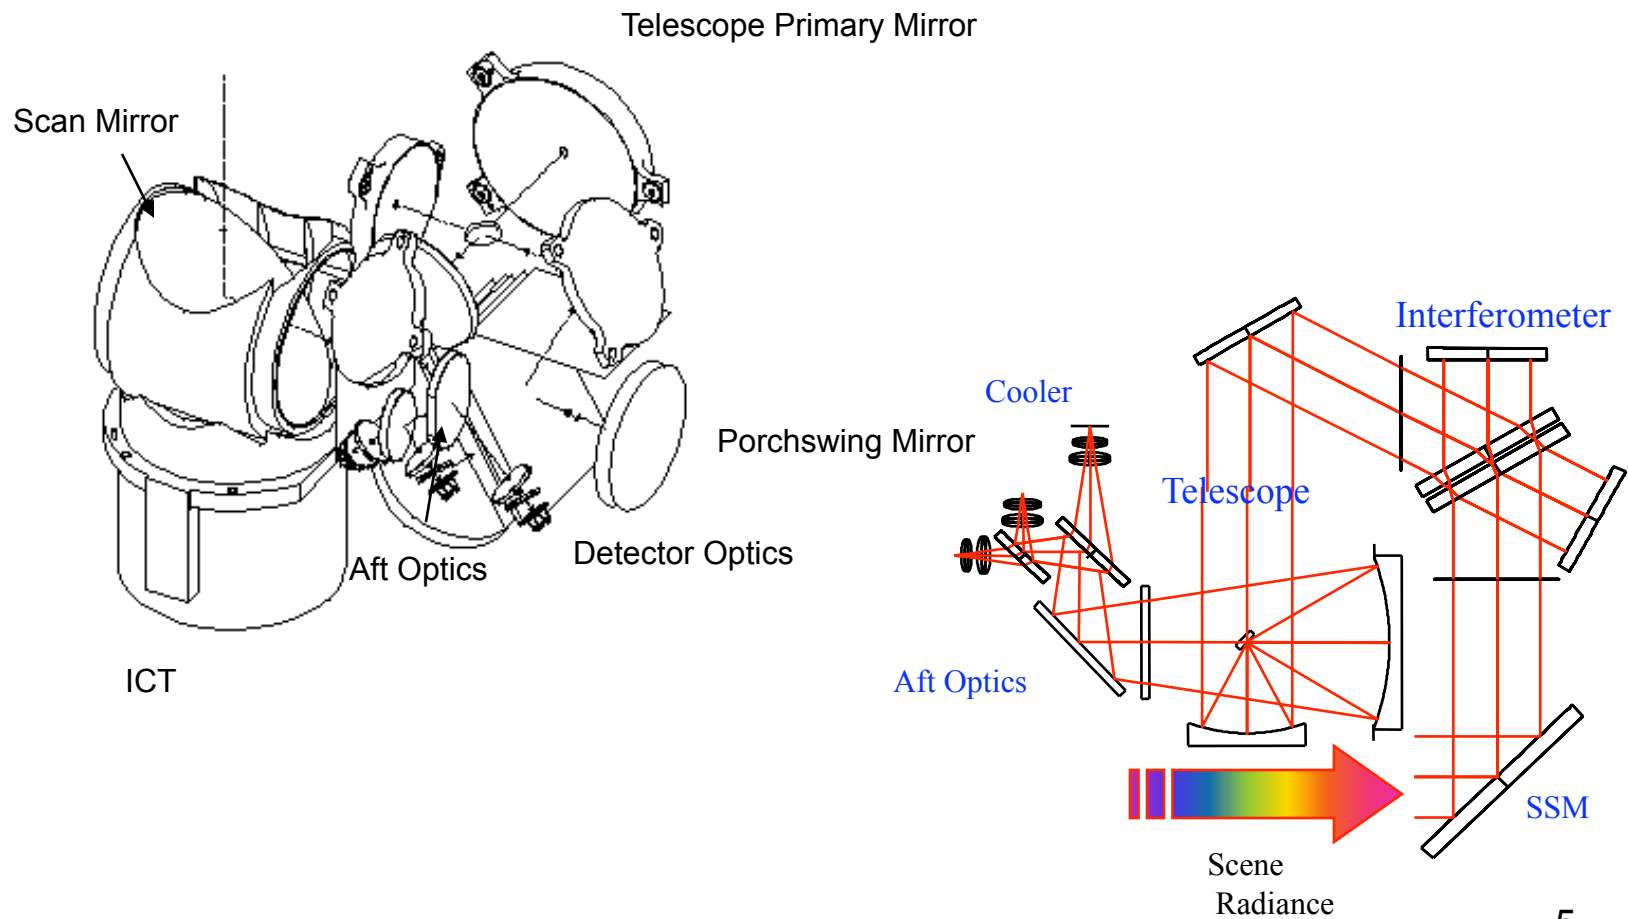 Telescope Primary Mirror
Scan Mirror
Interferometer
Cooler
Porchswing Mirror
Telescope
Detector Optics
Aft Optics
ICT
Aft Optics
SSM
Scene
Radiance
5